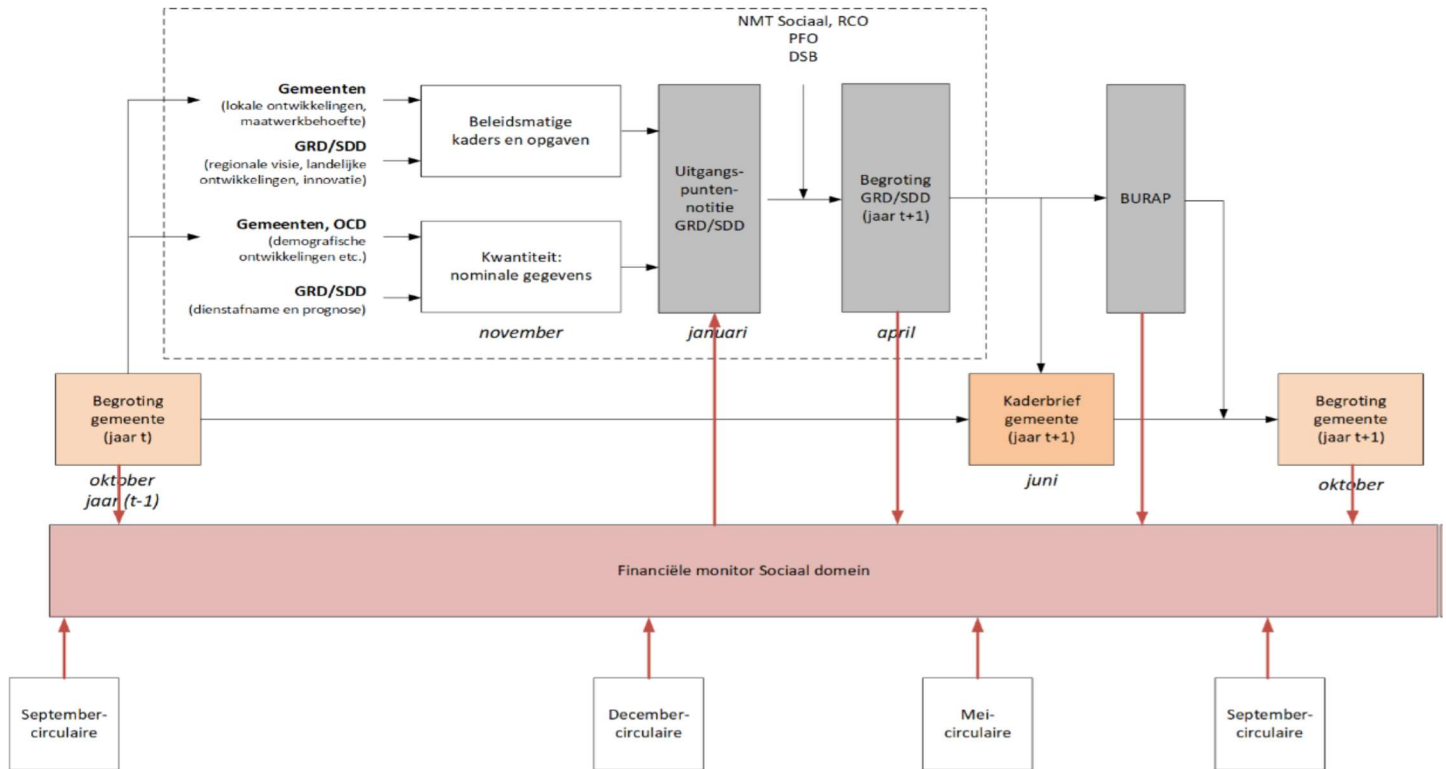 NMT Sociaal, RCO
PFO
DSB
Gemeenten
(lokale ontwikkelingen,
maatwerkbehoefte)
GRD/SDD
(regionale visie, landelijke
ontwikkelingen, innovatie)
Beleidsmatige
kaders en opgaven
Gemeenten, OCD
(demografische
ontwikkelingen etc.)
GRD/SDD
(dienstafname en prognose)
Kwantiteit:
nominale gegevens
november
Uitgangs-
punten-
notitie
GRD/SDD
januari
Begroting
GRD/SDD
(jaar t+1)
april
BURAP
Begroting
gemeente
(jaar t)
oktober
jaar (t-1)
Kaderbrief
gemeente
(jaar t+1)
juni
Begroting
gemeente
(jaar t+1)
oktober
Financiële monitor Sociaal domein
September-
circulaire
December-
circulaire
Mei-
circulaire
September-
circulaire